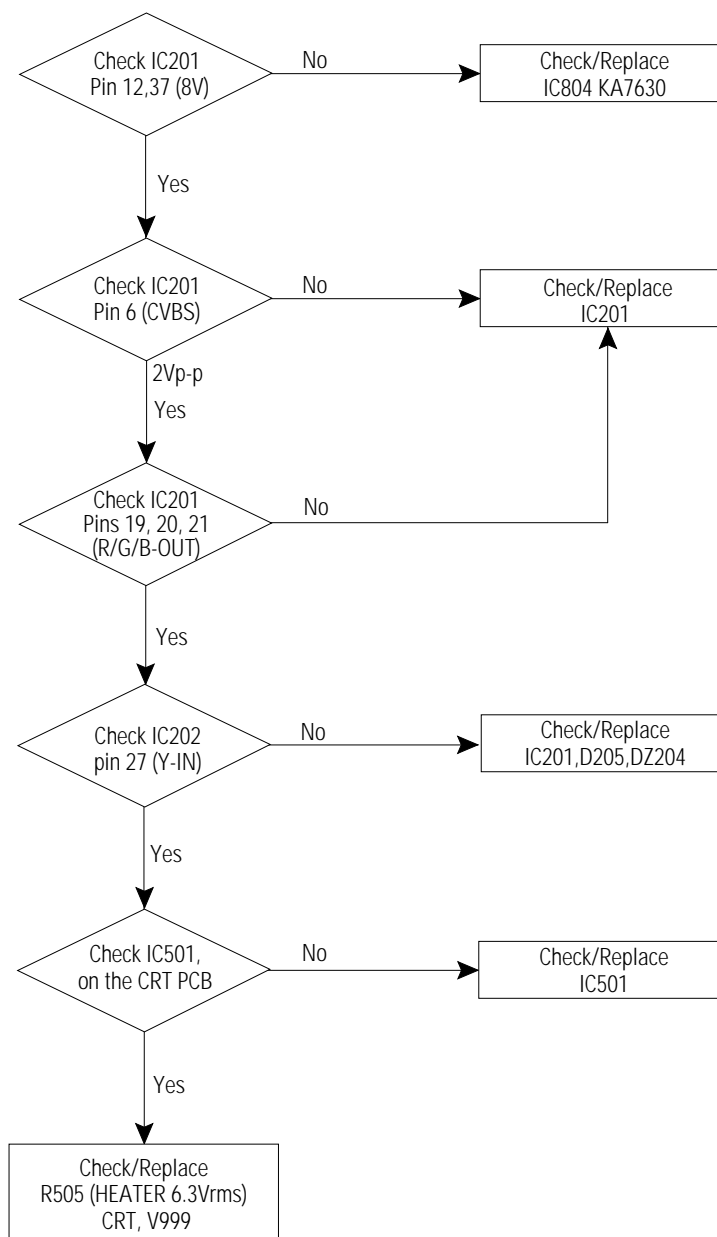 Check IC201
Pin 12,37 (8V)
No
Check/Replace
IC804 KA7630
Yes
Check IC201
Pin 6 (CVBS)
No
Check/Replace
IC201
2Vp-p
Yes
Check IC201
Pins 19, 20, 21
(R/G/B-OUT)
No
Yes
Check IC202
pin 27 (Y-IN)
No
Check/Replace
IC201,D205,DZ204
Yes
Check IC501,
on the CRT PCB
No
Check/Replace
IC501
Yes
Check/Replace
R505 (HEATER 6.3Vrms)
CRT, V999